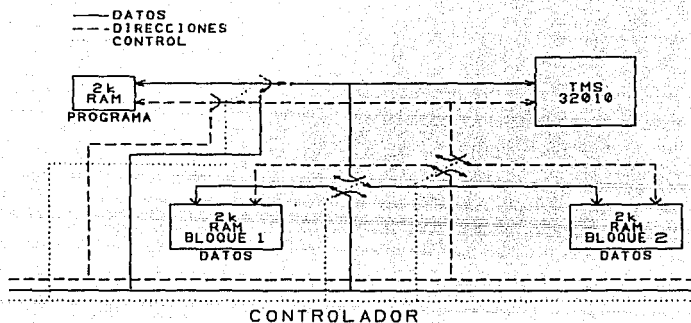 DATOS
DIRECCIONES
CONTROL
2k
RAM
PROGRAMA
TMS
32010
2k
RAM
BLOQUE 1
DATOS
2k
RAM
BLOQUE 2
DATOS
CONTROLADOR